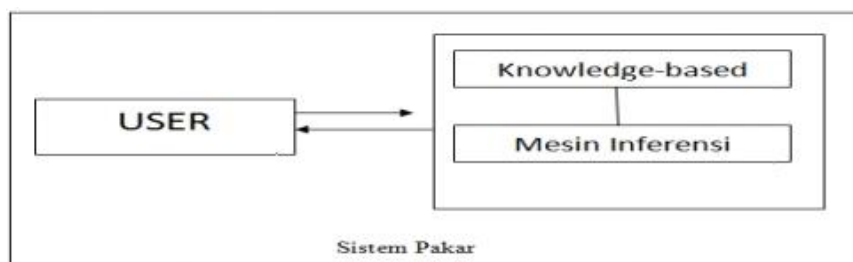 Knowledge-based
USER
Mesin Inferensi
Sistem Pakar